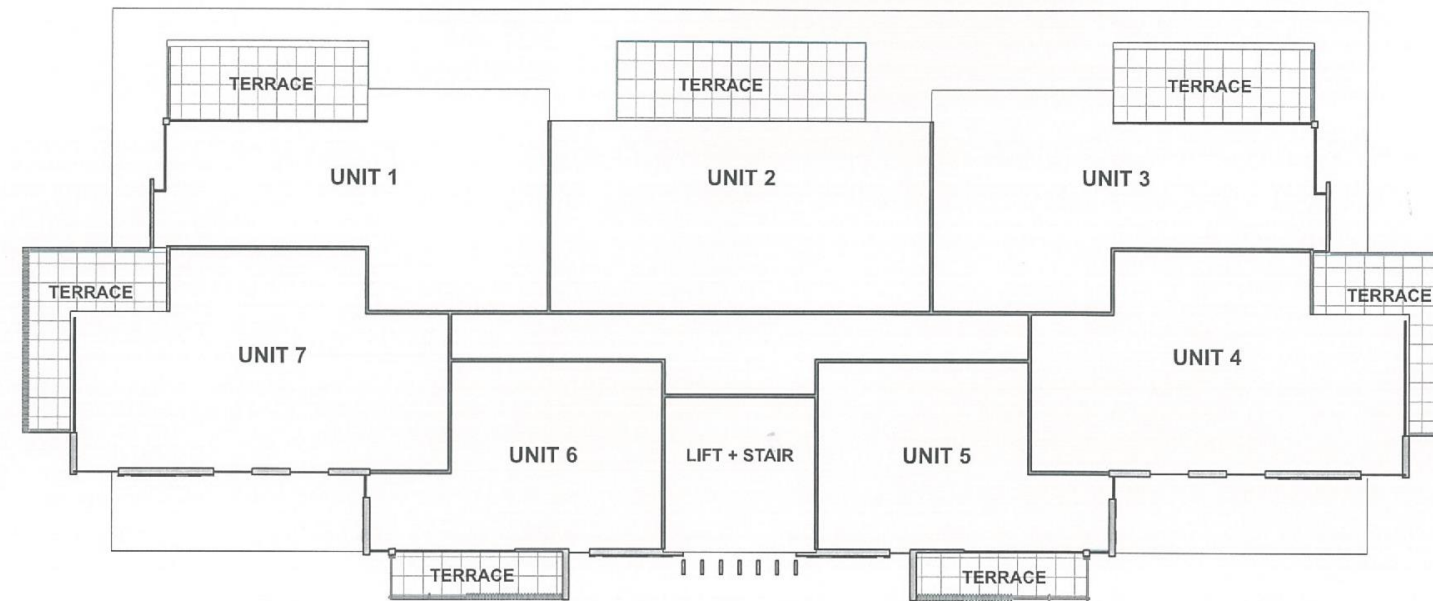 TERRACE
TERRACE
TERRACE
UNIT 1
UNIT 2
UNIT 3
TERRACE
TERRACE
UNIT 7
UNIT 4
UNIT 6
LIFT + STAIR
UNIT 5
TERRACE
TERRACE